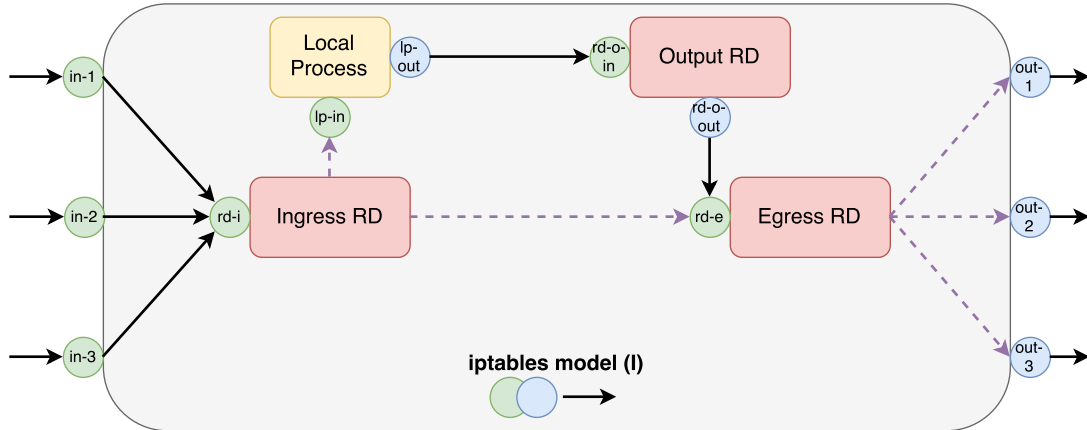 Local
Process
lp-
out
rd-o-
in
Output RD
in-1
out-
1
lp-in
rd-o-
out
in-2
rd-i
Ingress RD
rd-e
Egress RD
out-
2
in-3
out-
3
iptables model (I)